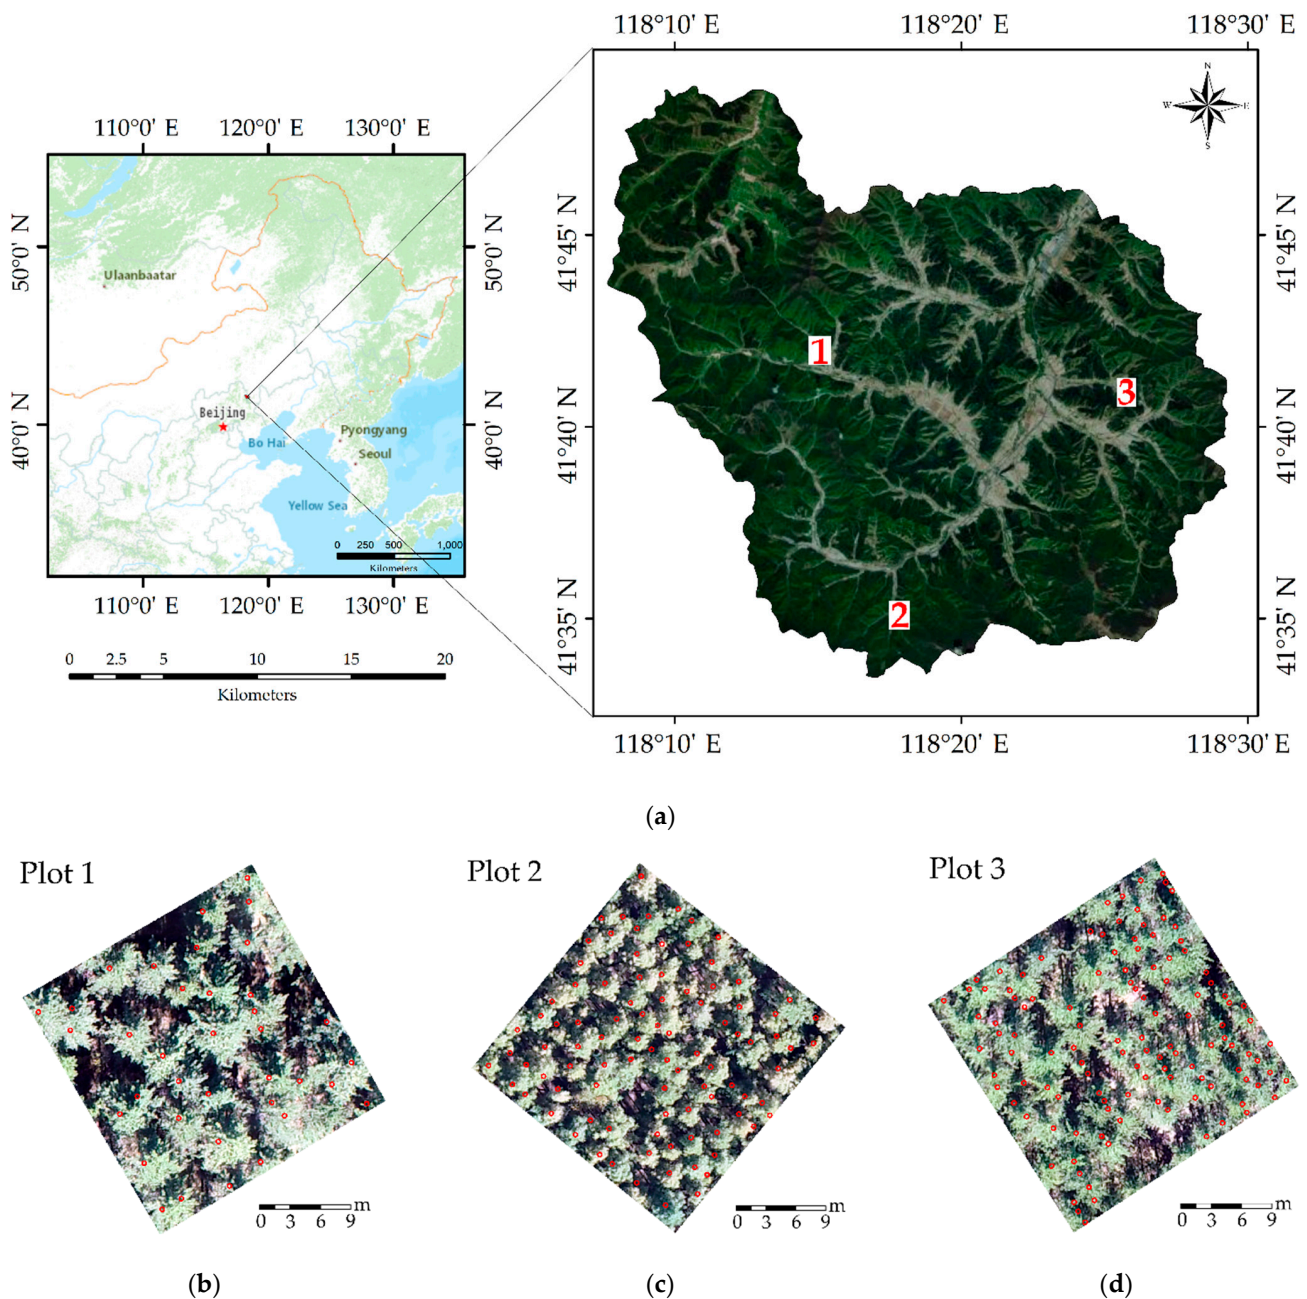 118°10' E 118°20' E 118°30' E
110°0' E 120°0' E 130°0' E
N
W E
S
50°0' N
40°0' N
50°0' N
40°0' N
Ulaanbaatar
Beijing
Bo Hai
Pyongyang
Seoul
Yellow Sea
0 250 500 1,000
Kilometers
110°0' E 120°0' E 130°0' E
0 2.5 5 10 15 20
Kilometers
41°45' N
41°40' N
41°35' N
1
3
2
41°45' N
41°40' N
41°35' N
118°10' E 118°20' E 118°30' E
(a)
Plot 1 Plot 2 Plot 3
m
0 3 6 9
m
0 3 6 9
m
0 3 6 9
(b) (c) (d)